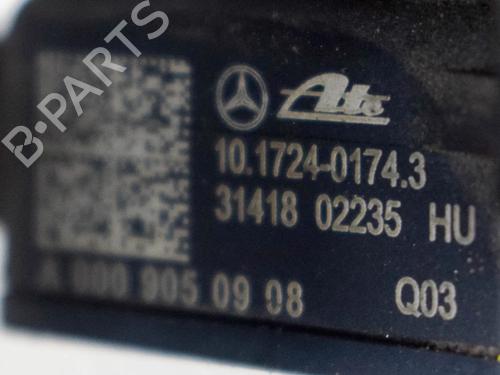 B-PARTS
Ate
10.1724-0174.3
31418 02235 HU
A 000 905 09 08 Q03